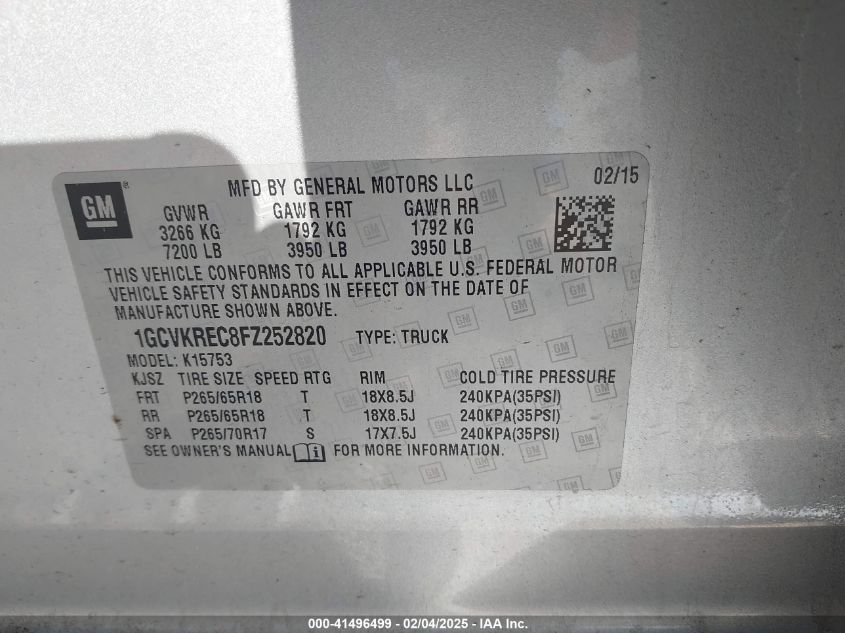 GM
®
MFD BY GENERAL MOTORS LLC 02/15
GVWR GAWR FRT GAWR RR
3266 KG 1792 KG 1792 KG
7200 LB 3950 LB 3950 LB
THIS VEHICLE CONFORMS TO ALL APPLICABLE U.S. FEDERAL MOTOR
VEHICLE SAFETY STANDARDS IN EFFECT ON THE DATE OF
MANUFACTURE SHOWN ABOVE.
1GCVKREC8FZ252820 TYPE: TRUCK
MODEL: K15753
KJSZ TIRE SIZE SPEED RTG RIM COLD TIRE PRESSURE
FRT P265/65R18 T 18X8.5J 240KPA(35PSI)
RR P265/65R18 T 18X8.5J 240KPA(35PSI)
SPA P265/70R17 S 17X7.5J 240KPA(35PSI)
SEE OWNER'S MANUAL i FOR MORE INFORMATION.
000-41496499 - 02/04/2025 - IAA Inc.